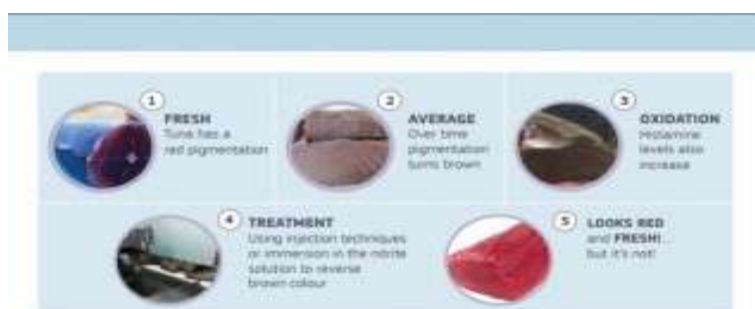 1
FRESH
Tuna has a
red pigmentation
2
AVERAGE
Over time
pigmentation
turns brown
3
OXIDATION
Histamine
levels also
increase
4
TREATMENT
Using injection techniques
or immersion in the nitrite
solution to reverse
brown colour
5
LOOKS RED
and FRESH!...
but it's not!